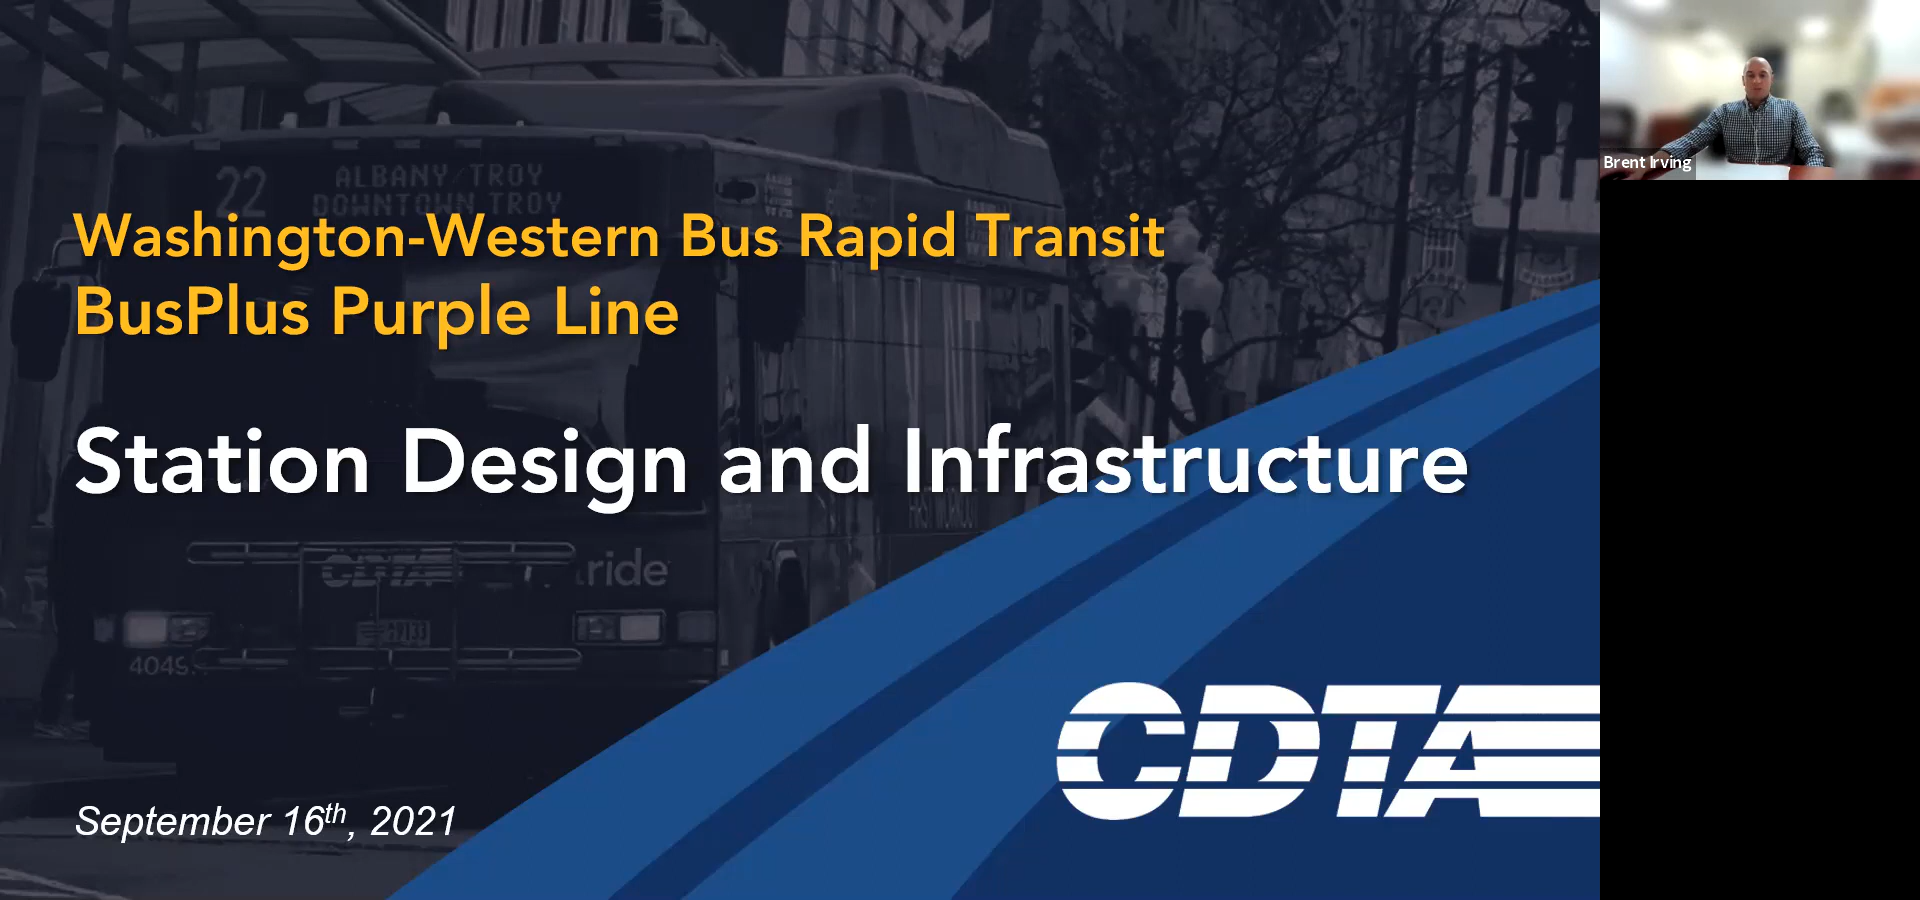 22
ALBANY/TROY
DOWNTOWN TROY
Washington-Western Bus Rapid Transit
BusPlus Purple Line
Station Design and Infrastructure
CDTA
ride
September 16th, 2021
CDTA
Brent Irving